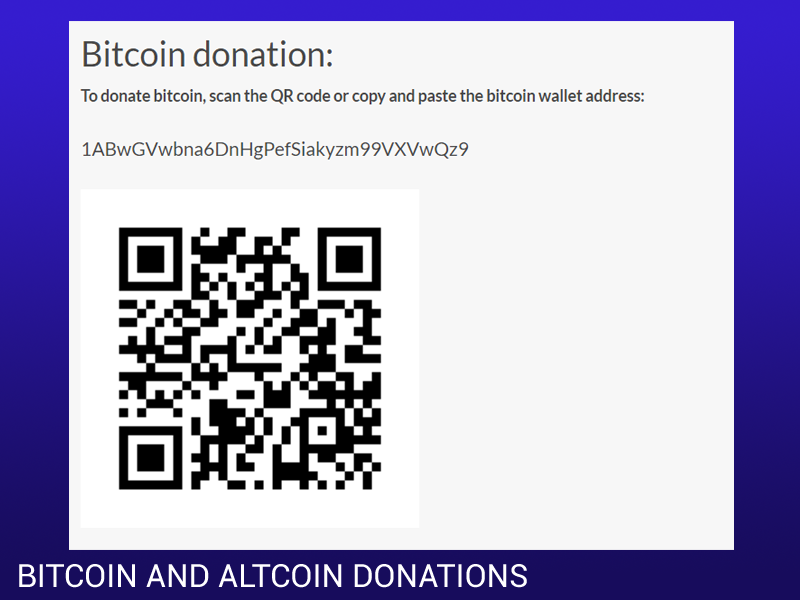 Bitcoin donation:
To donate bitcoin, scan the QR code or copy and paste the bitcoin wallet address:
1ABwGVwbna6DnHgPefSiakyzm99VXVwQz9
BITCOIN AND ALTCOIN DONATIONS